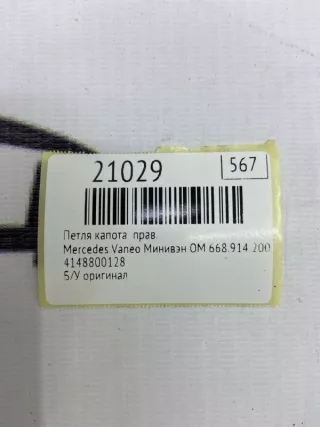 21029
567
Петля капота прав.
Mercedes Vaneo Минивэн OM 668.914 200
4148800128
Б/У оригинал